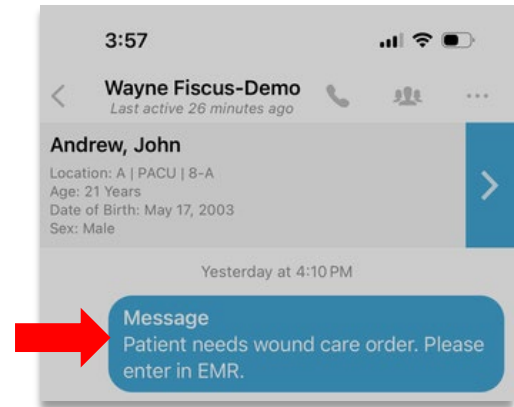 3:57
Wayne Fiscus-Demo
Last active 26 minutes ago
Andrew, John
Location: A | PACU | 8-A
Age: 21 Years
Date of Birth: May 17, 2003
Sex: Male
Yesterday at 4:10 PM
Message
Patient needs wound care order. Please
enter in EMR.